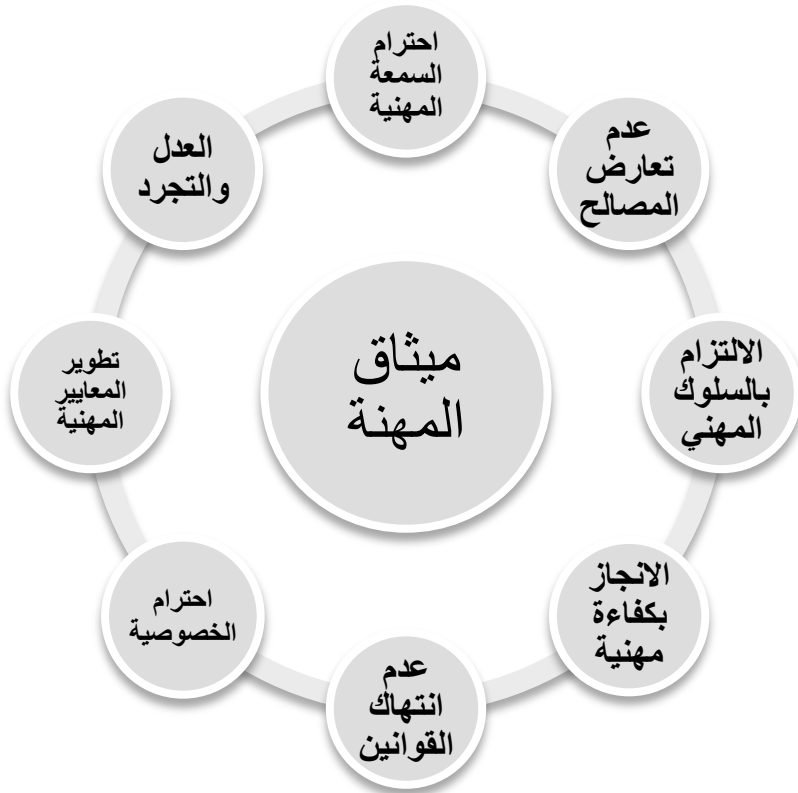 ميثاق
المهنة
احترام
السمعة
المهنية
عدم
تعارض
المصالح
الالتزام
بالسلوك
المهني
الانجاز
بكفاءة
مهنية
عدم
انتهاك
القوانين
احترام
الخصوصية
تطوير
المعايير
المهنية
العدل
والتجرد